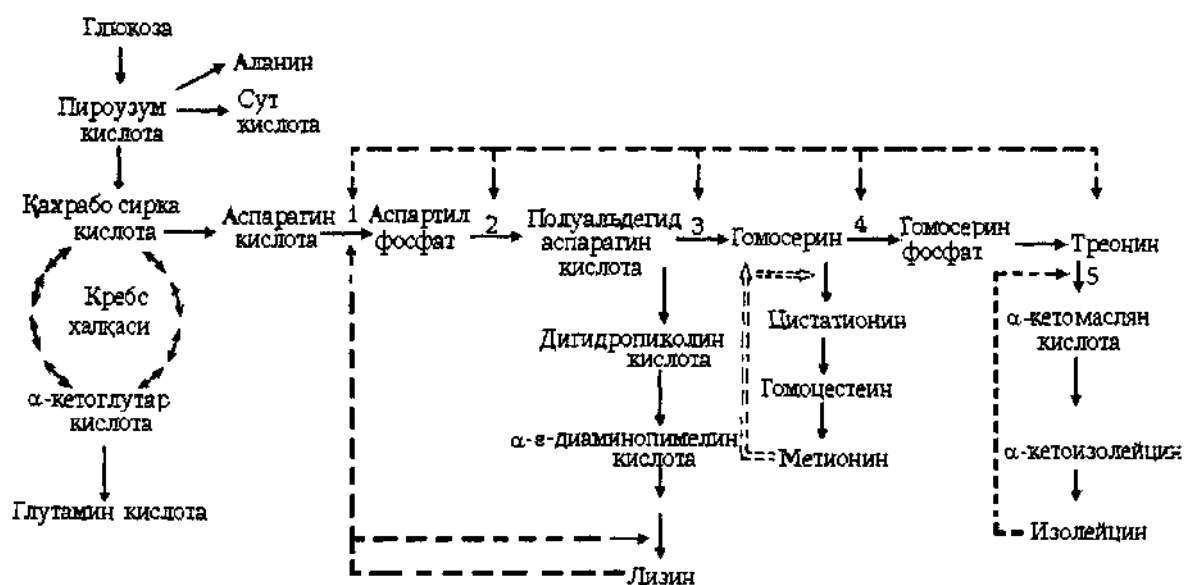 Глюкоза
Аланин
Пироузум
кислота
Сут
кислота
Қахрабо сирка
кислота
Аспарагин
кислота
1
Аспартил
фосфат
2
Полуальдегид
аспарагин
кислота
3
Гомосерин
4
Гомосерин
фосфат
Треонин
5
Кребс
халқаси
Дигидропиколин
кислота
Цистатионин
α-кетомаслян
кислота
Гомоцестеин
α-кетоглутар
кислота
α-ε-диаминопимелин
кислота
Метионин
α-кетоизолейцин
Глутамин кислота
Изолейцин
Лизин